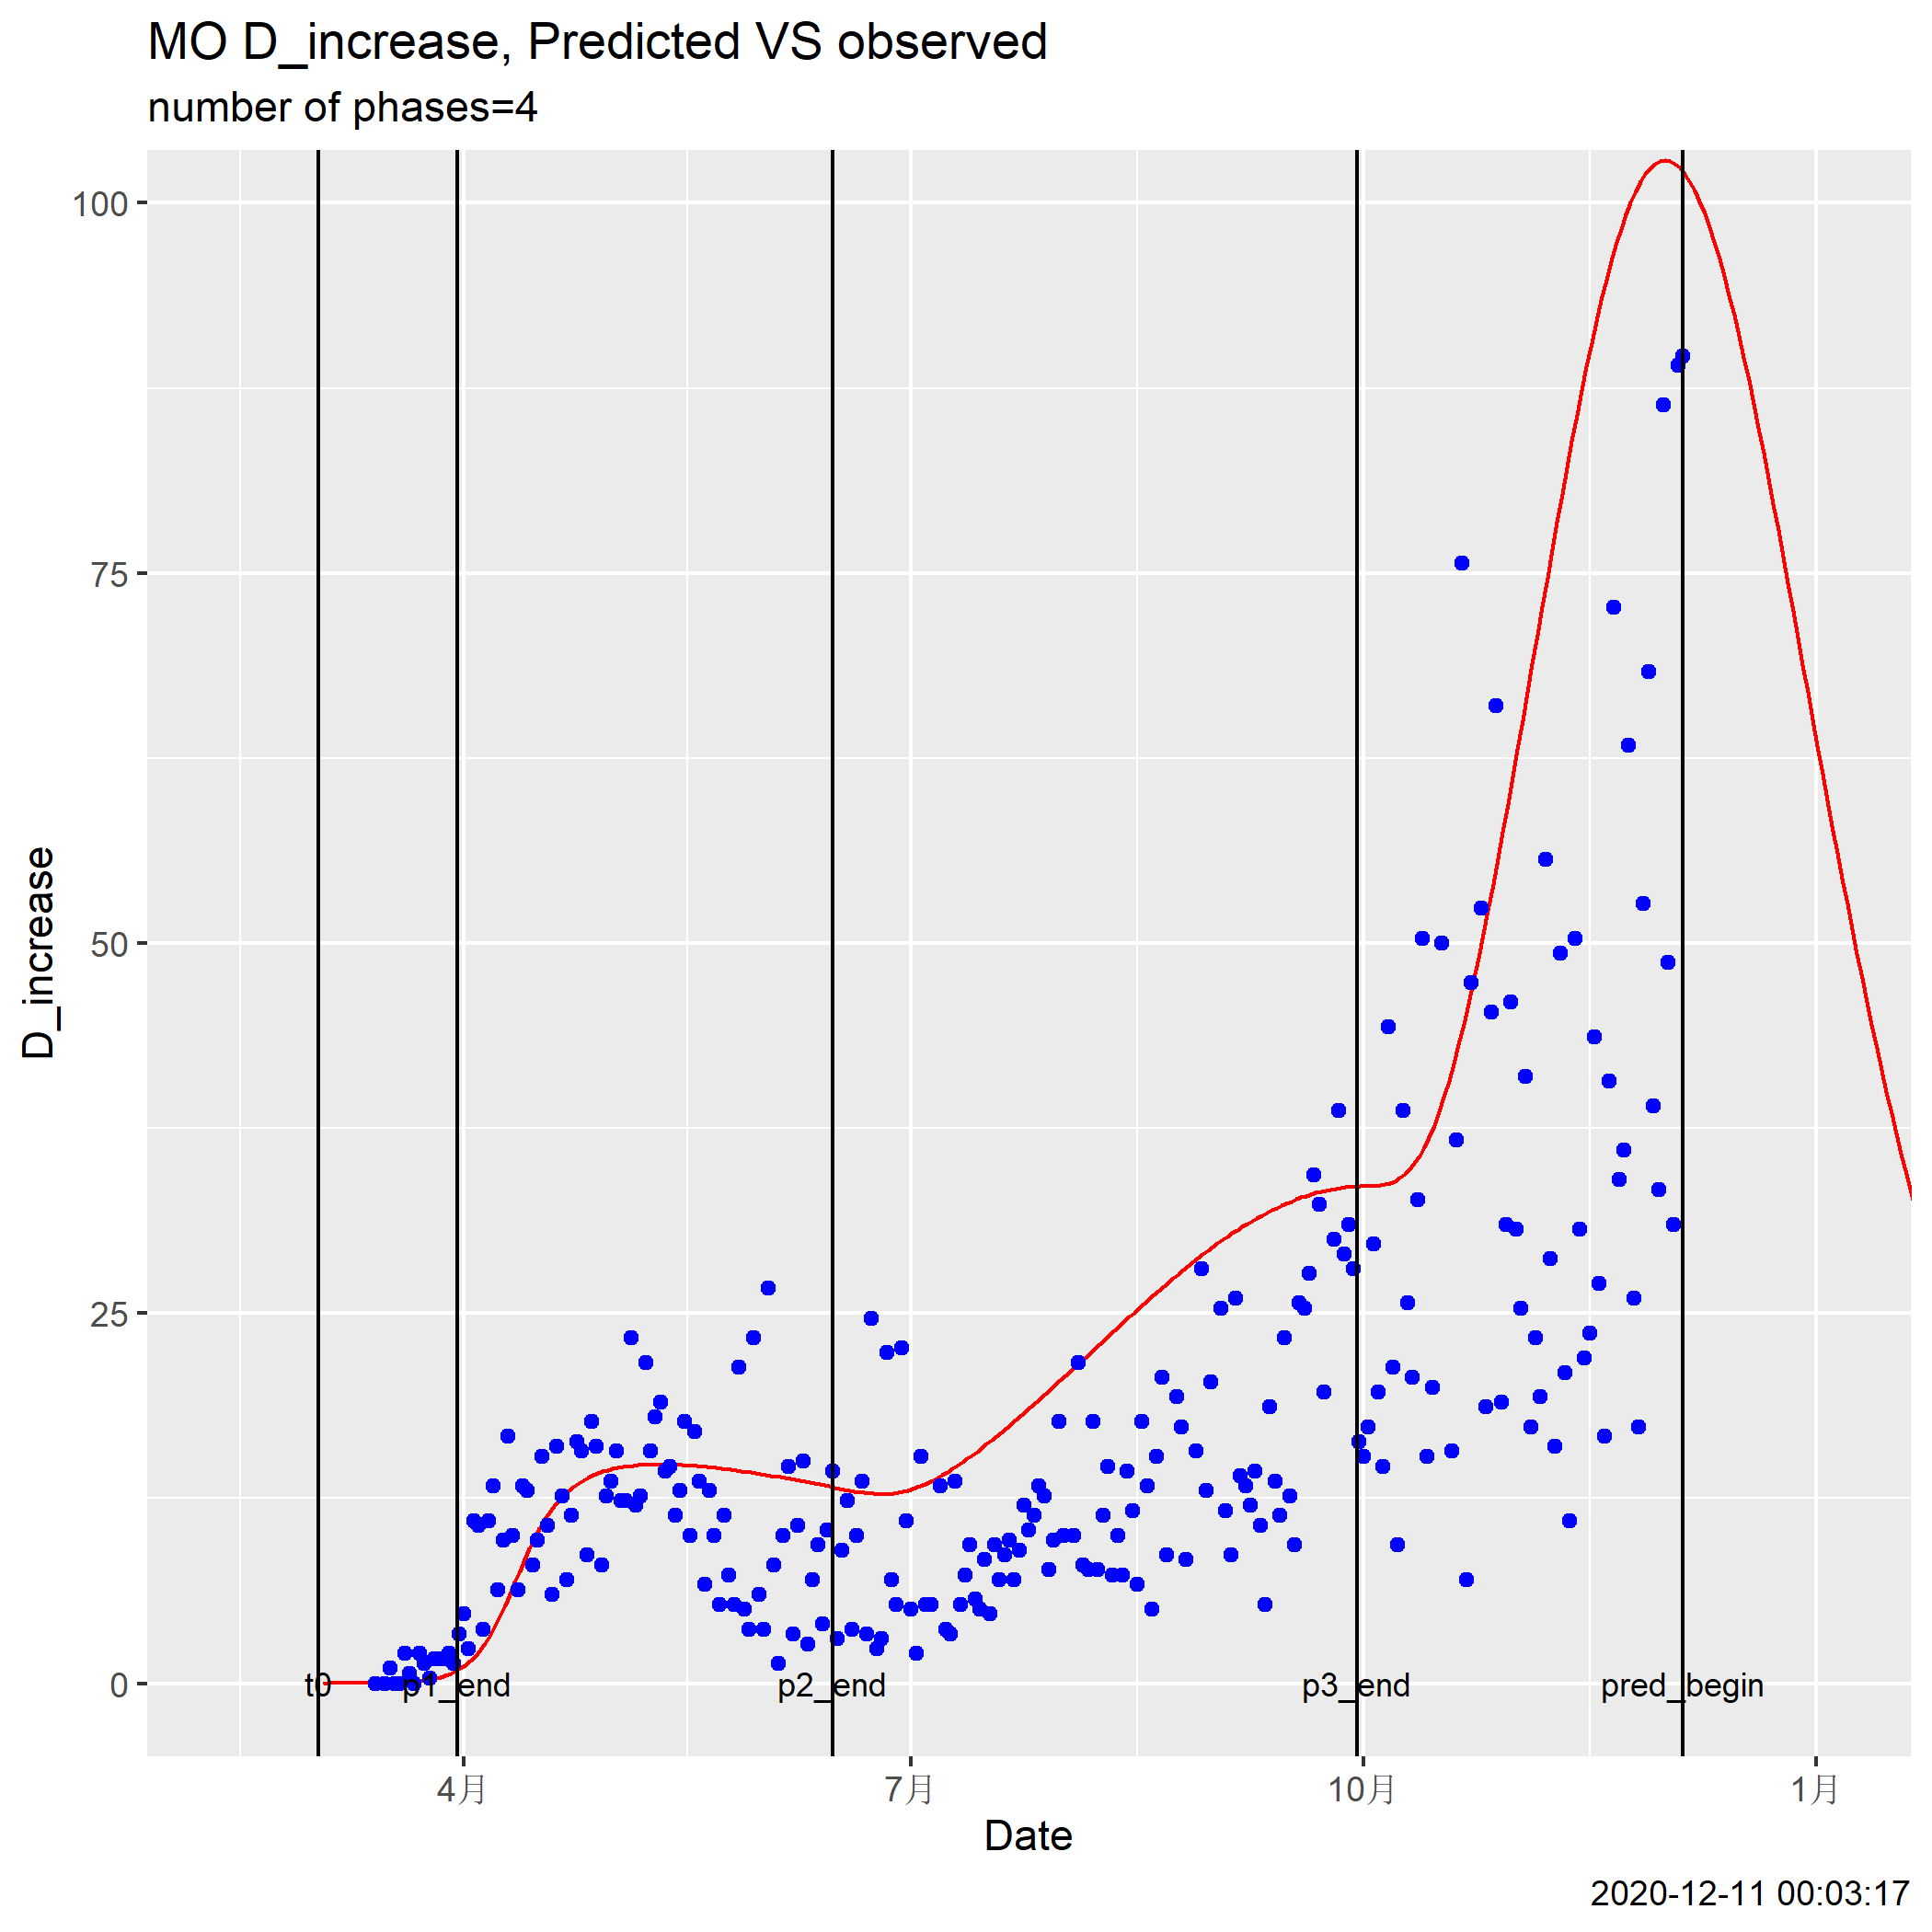 MO D_increase, Predicted VS observed
number of phases=4
100
75
50
25
0
D_increase
t0
p1_end
p2_end
p3_end
pred_begin
4月
7月
10月
1月
Date
2020-12-11 00:03:17